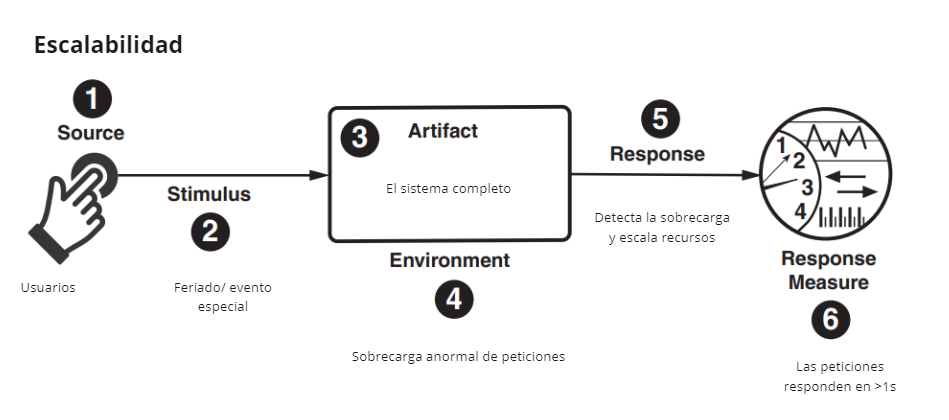 Escalabilidad
1
Source
Usuarios
Stimulus
2
Feriado/ evento
especial
3
Artifact
El sistema completo
Environment
4
Sobrecarga anormal de peticiones
5
Response
Detecta la sobrecarga
y escala recursos
1
2
3
4
Response
Measure
6
Las peticiones
responden en >1s